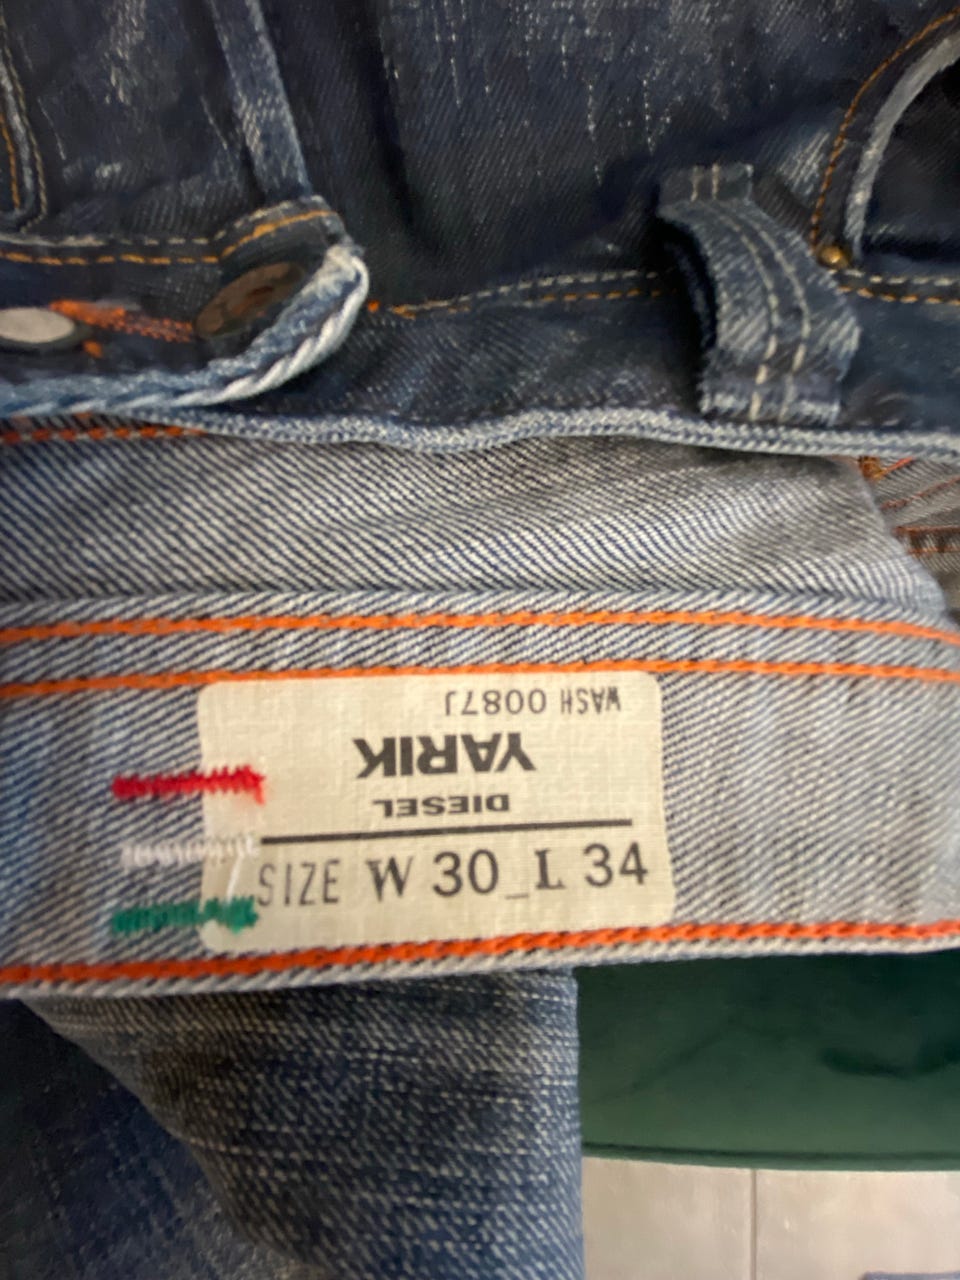 SIZE W 30_L 34
DIESEL
YARIK
WASH 0087J